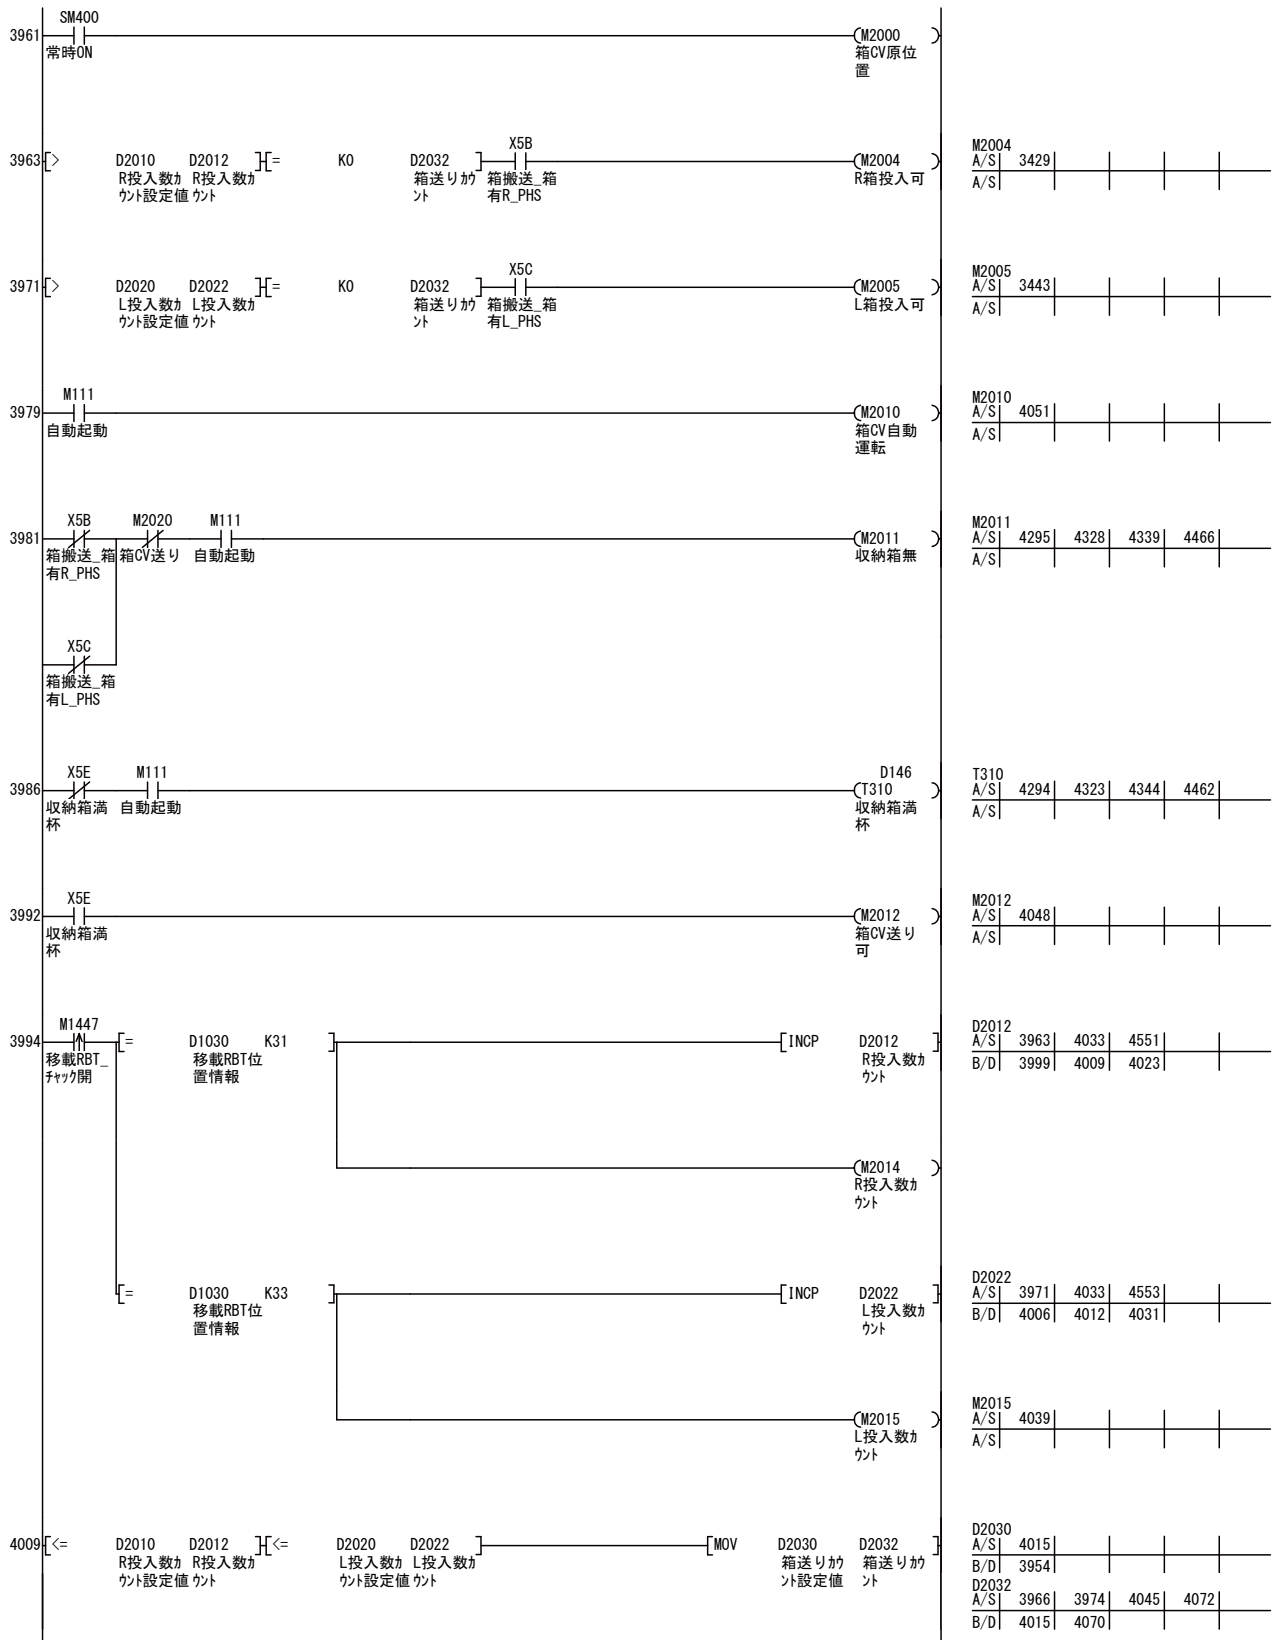 SM400
3961
常時ON
(M2000 )
箱CV原位
置
X5B
3963 [> D2010 D2012 ][= K0 D2032 ] (M2004 )
R投入数ｶ R投入数ｶ 箱送りｶｳ 箱搬送_箱 R箱投入可
ｳﾝﾄ設定値 ｳﾝﾄ ﾝﾄ 有R_PHS
M2004
A/S| 3429|
A/S|
X5C
3971 [> D2020 D2022 ][= K0 D2032 ] (M2005 )
L投入数ｶ L投入数ｶ 箱送りｶｳ 箱搬送_箱 L箱投入可
ｳﾝﾄ設定値 ｳﾝﾄ ﾝﾄ 有L_PHS
M2005
A/S| 3443|
A/S|
M111
3979 (M2010 )
自動起動 箱CV自動
運転
M2010
A/S| 4051|
A/S|
X5B M2020 M111
3981 (M2011 )
箱搬送_箱 箱CV送り 自動起動 収納箱無
有R_PHS
M2011
A/S| 4295| 4328| 4339| 4466|
A/S|
X5C
箱搬送_箱
有L_PHS
X5E M111 D146
3986 (T310 )
収納箱満 自動起動 収納箱満
杯 杯
T310
A/S| 4294| 4323| 4344| 4462|
A/S|
X5E
3992 (M2012 )
収納箱満 箱CV送り
杯 可
M2012
A/S| 4048|
A/S|
M1447
3994 [= D1030 K31 ] [INCP D2012 ]
移載RBT_ 移載RBT位 R投入数ｶ
ﾁｬｯｸ開 置情報 ｳﾝﾄ
D2012
A/S| 3963| 4033| 4551|
B/D| 3999| 4009| 4023|
(M2014 )
R投入数ｶ
ｳﾝﾄ
[= D1030 K33 ] [INCP D2022 ]
移載RBT位 L投入数ｶ
置情報 ｳﾝﾄ
D2022
A/S| 3971| 4033| 4553|
B/D| 4006| 4012| 4031|
(M2015 )
L投入数ｶ
ｳﾝﾄ
M2015
A/S| 4039|
A/S|
4009 [<= D2010 D2012 ][<= D2020 D2022 ] [MOV D2030 D2032 ]
R投入数ｶ R投入数ｶ L投入数ｶ L投入数ｶ 箱送りｶｳ 箱送りｶｳ
ｳﾝﾄ設定値 ｳﾝﾄ ｳﾝﾄ設定値 ｳﾝﾄ ﾝﾄ設定値 ﾝﾄ
D2030
A/S| 4015|
B/D| 3954|
D2032
A/S| 3966| 3974| 4045| 4072|
B/D| 4015| 4070|